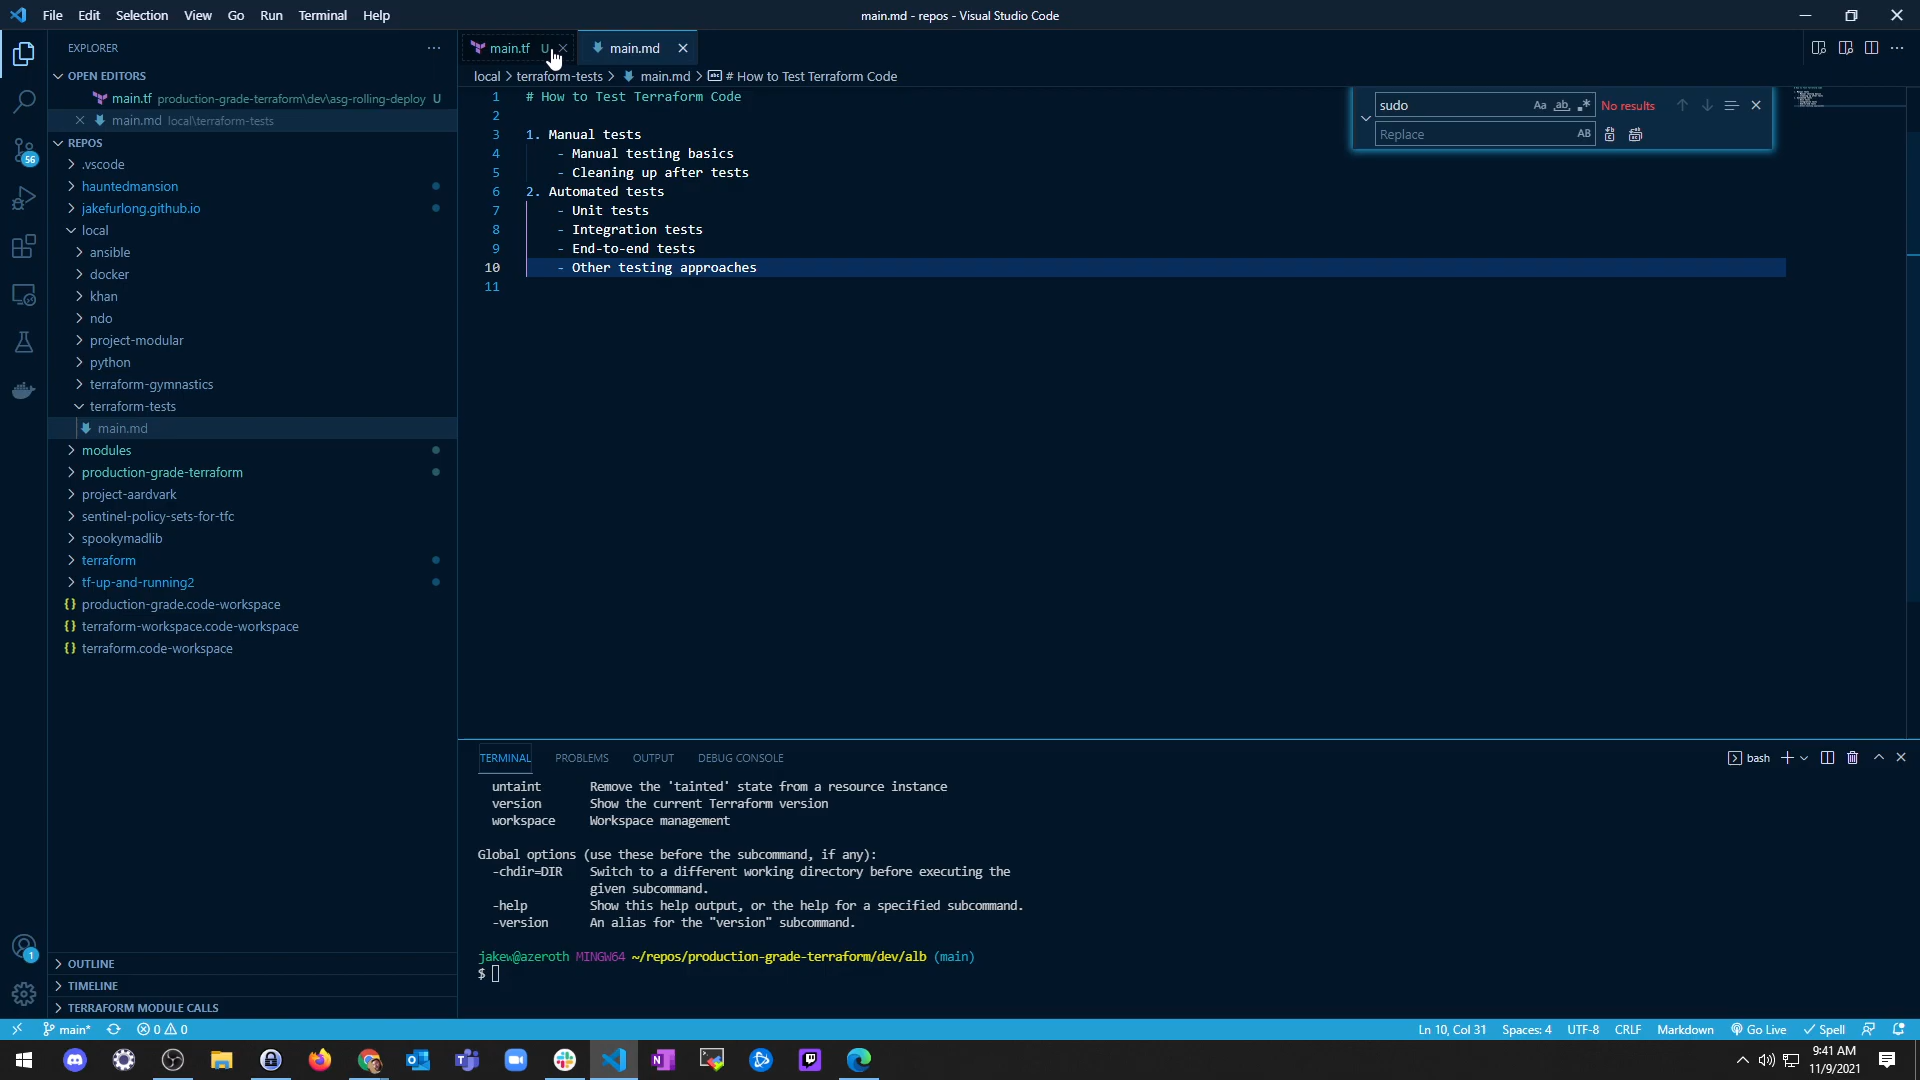 File Edit Selection View Go Run Terminal Help
main.md - repos - Visual Studio Code
EXPLORER
OPEN EDITORS
main.tf production-grade-terraform\dev\asg-rolling-deploy U
main.md local\terraform-tests
REPOS
.vscode
hauntedmansion
jakefurlong.github.io
local
ansible
docker
khan
ndo
project-modular
python
terraform-gymnastics
terraform-tests
main.md
modules
production-grade-terraform
project-aardvark
sentinel-policy-sets-for-tfc
spookymadlib
terraform
tf-up-and-running2
production-grade.code-workspace
terraform-workspace.code-workspace
terraform.code-workspace
OUTLINE
TIMELINE
TERRAFORM MODULE CALLS
56
1
main.tf U
main.md
local > terraform-tests > main.md > # How to Test Terraform Code
1 # How to Test Terraform Code
2
3 1. Manual tests
4 - Manual testing basics
5 - Cleaning up after tests
6 2. Automated tests
7 - Unit tests
8 - Integration tests
9 - End-to-end tests
10 - Other testing approaches
11
sudo Aa ab .* No results
Replace AB
TERMINAL PROBLEMS OUTPUT DEBUG CONSOLE
bash
untaint Remove the 'tainted' state from a resource instance
version Show the current Terraform version
workspace Workspace management
Global options (use these before the subcommand, if any):
-chdir=DIR Switch to a different working directory before executing the
given subcommand.
-help Show this help output, or the help for a specified subcommand.
-version An alias for the "version" subcommand.
jakew@azeroth MINGW64 ~/repos/production-grade-terraform/dev/alb (main)
$
main* 0 0
Ln 10, Col 31 Spaces: 4 UTF-8 CRLF Markdown Go Live Spell
9:41 AM
11/9/2021